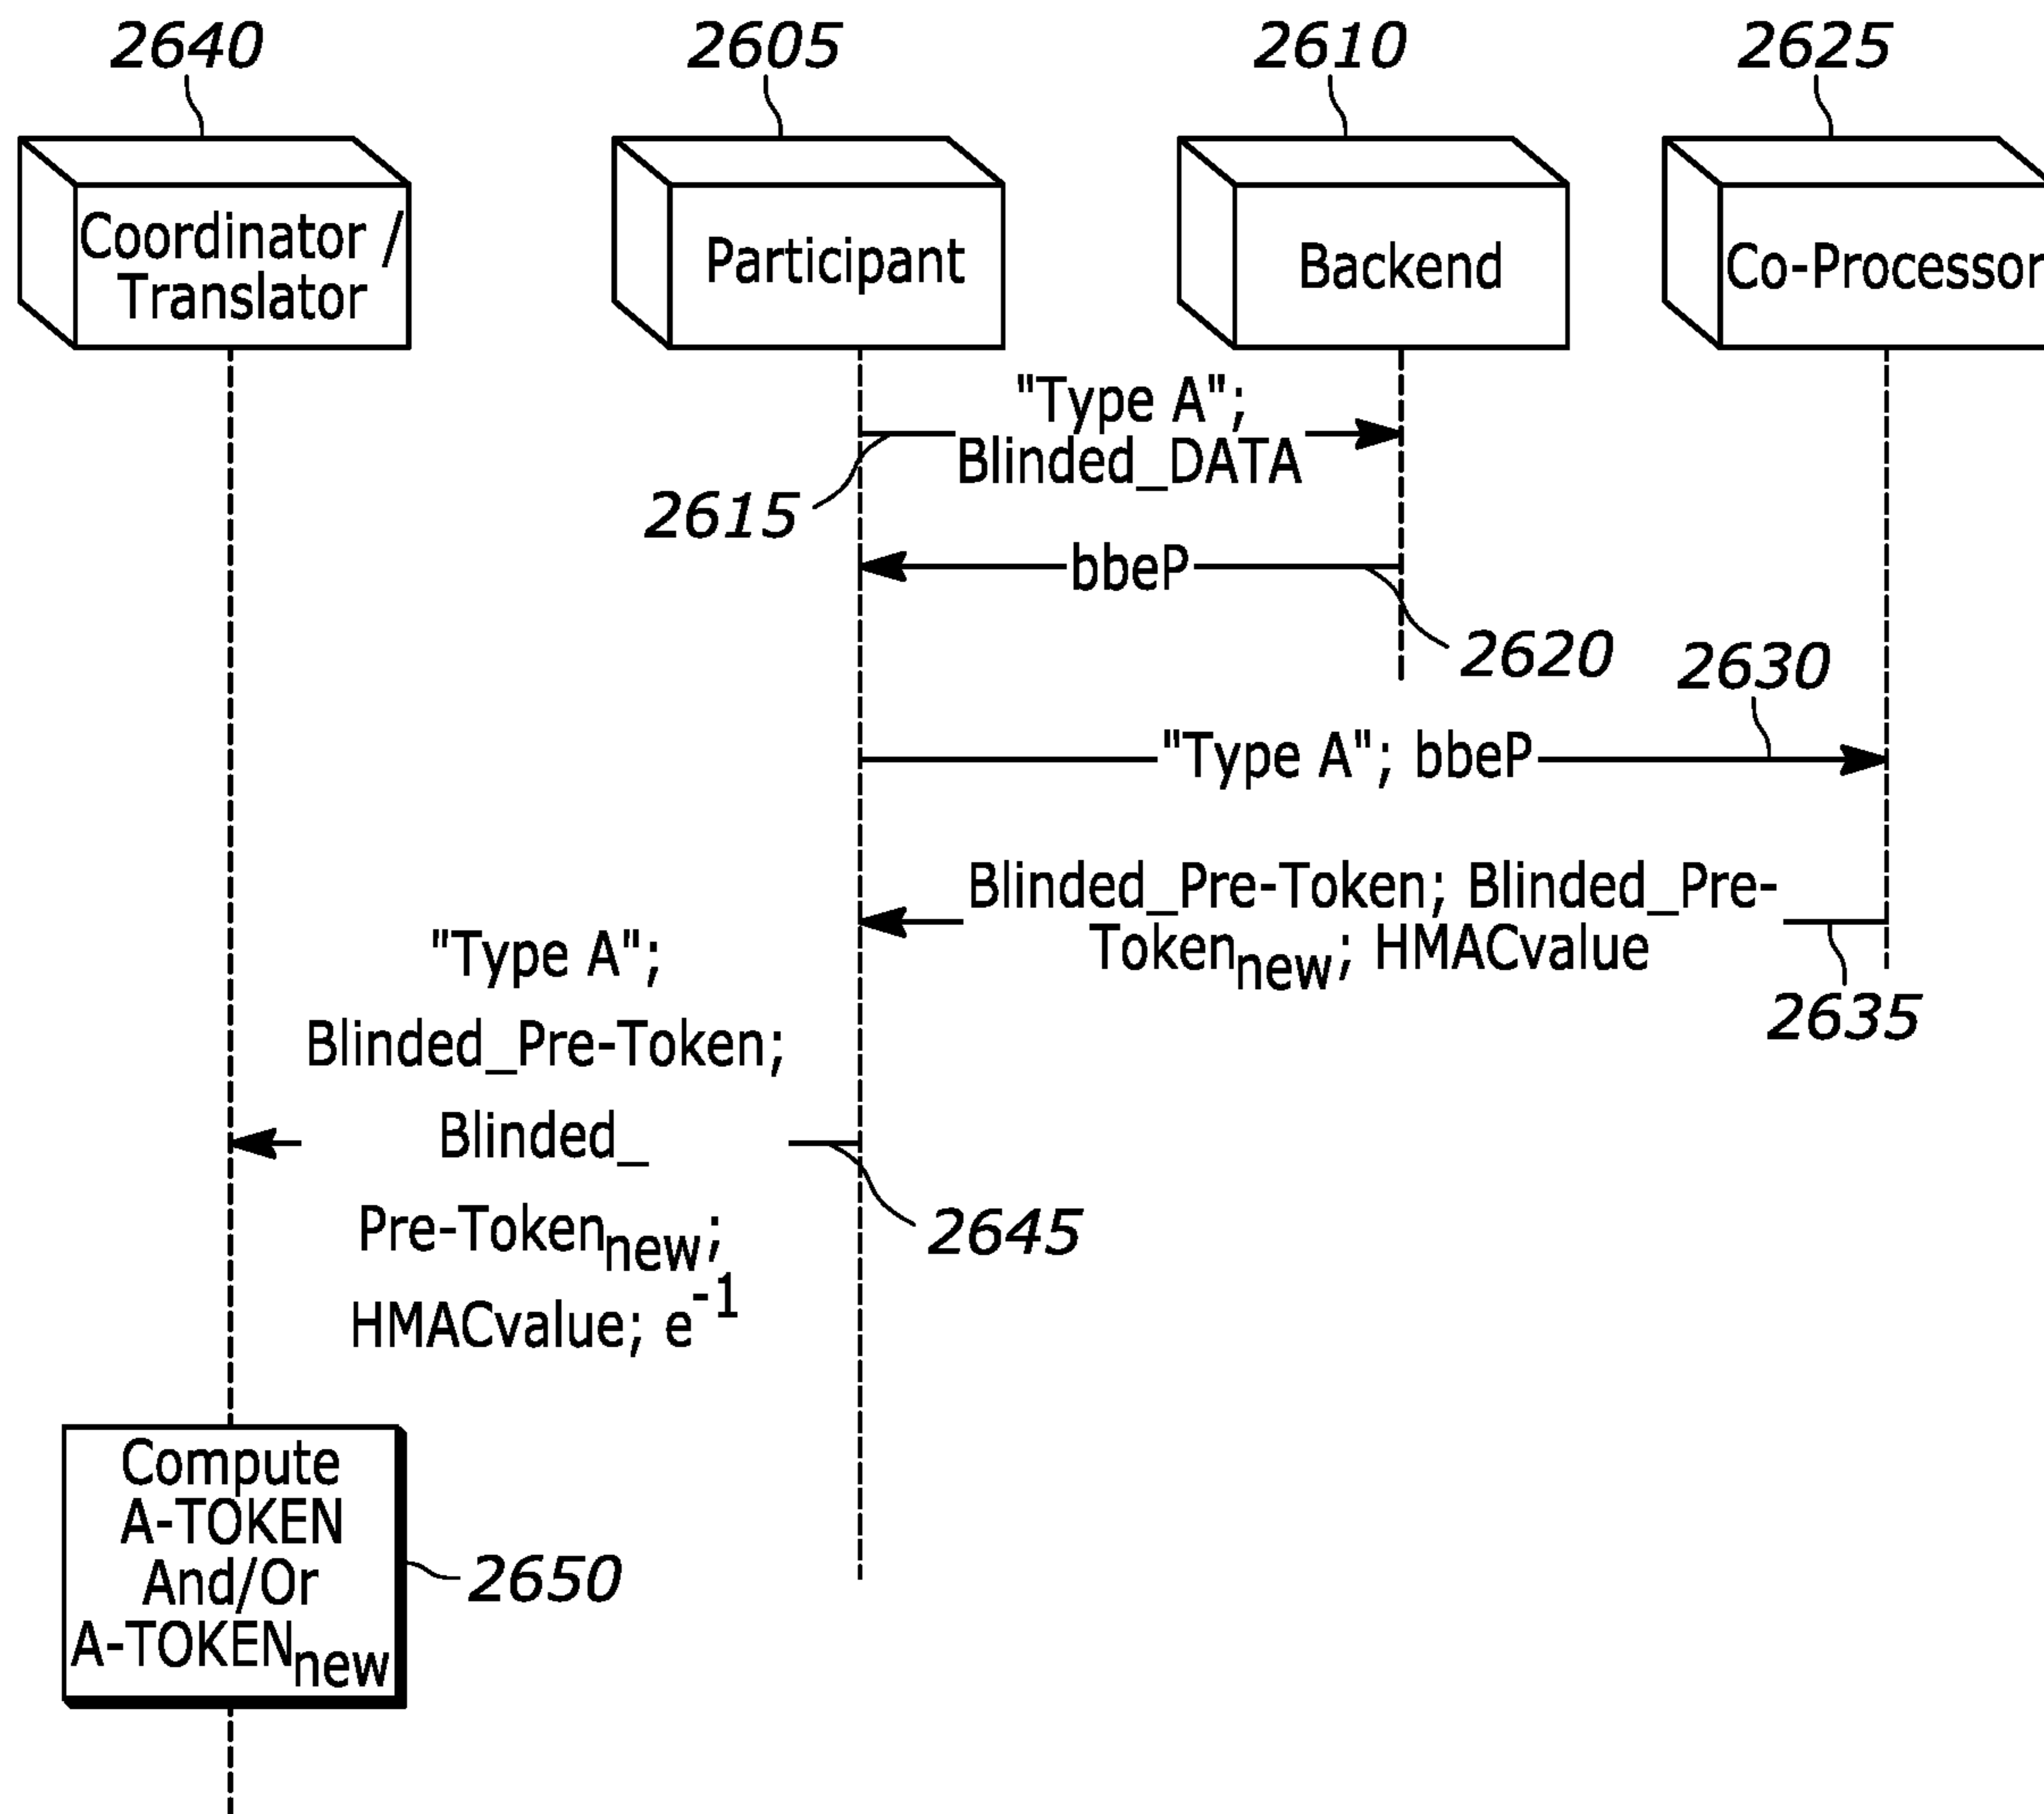 2640
2605
2610
2625
Coordinator /
Translator
Participant
Backend
Co-Processor
"Type A";
Blinded_DATA
2615
bbeP
2620
2630
"Type A"; bbeP
Blinded_Pre-Token; Blinded_Pre-
Tokennew; HMACvalue
2635
"Type A";
Blinded_Pre-Token;
Blinded_
Pre-Tokennew;
HMACvalue; e-1
2645
Compute
A-TOKEN
And/Or
A-TOKENnew
2650